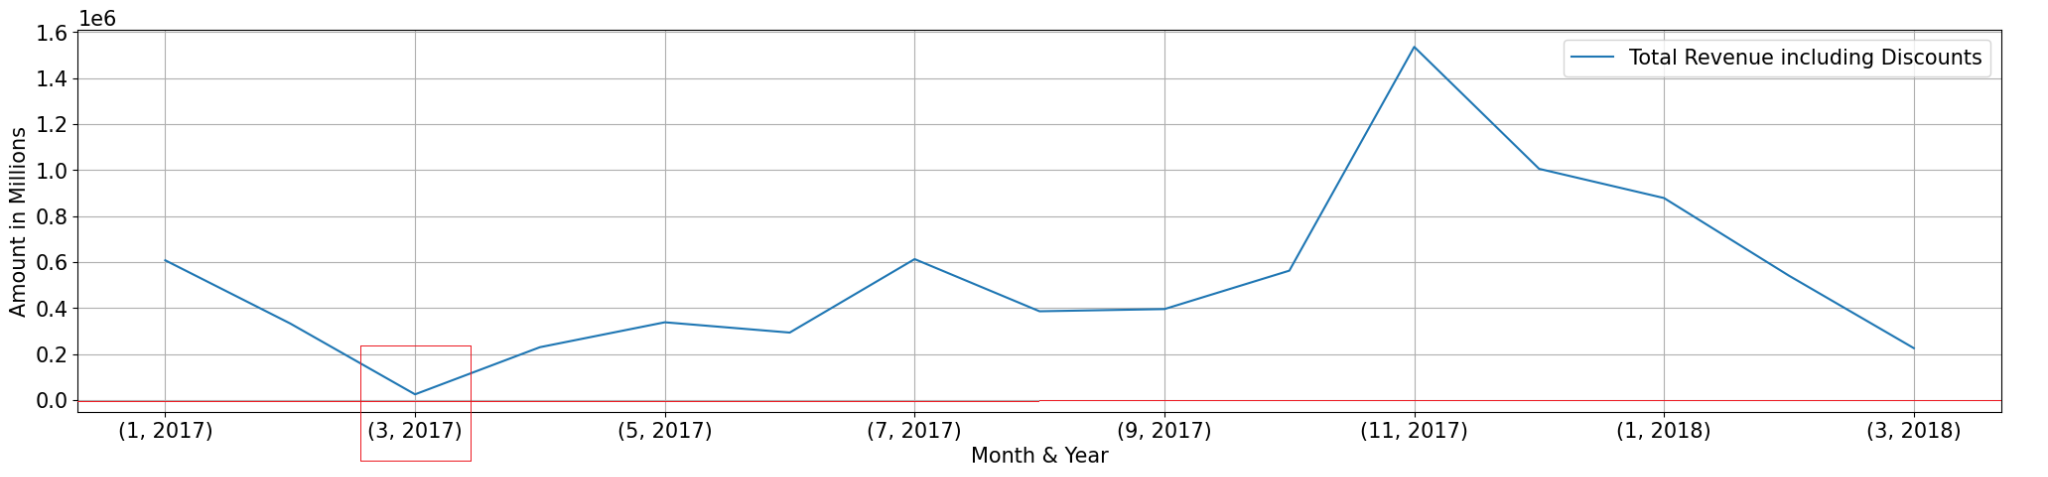 1e6
1.6
1.4
1.2
1.0
0.8
0.6
0.4
0.2
0.0
Amount in Millions
Total Revenue including Discounts
(1, 2017) (3, 2017) (5, 2017) (7, 2017) (9, 2017) (11, 2017) (1, 2018) (3, 2018)
Month & Year